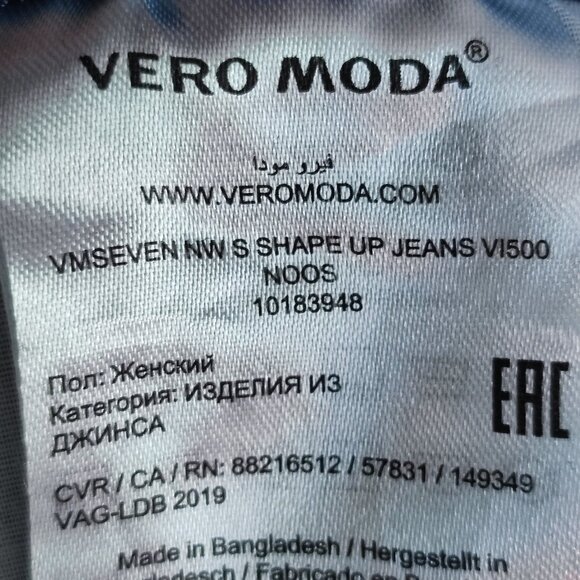 VERO MODA®
فيرو مودا
WWW.VEROMODA.COM
VMSEVEN NW S SHAPE UP JEANS VI500
NOOS
10183948
Пол: Женский
Категория: ИЗДЕЛИЯ ИЗ
ДЖИНСА
EAC
CVR / CA / RN: 88216512 / 57831 / 149349
VAG-LDB 2019
Made in Bangladesh / Hergestellt in